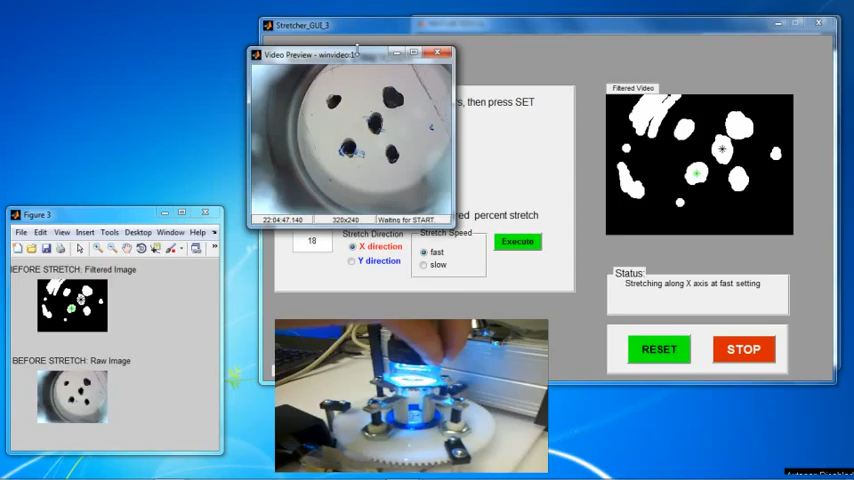 Stretcher_GUI_3
Video Preview - winvideo:1
s, then press SET
Filtered Video
22:04:47.140
320x240
Waiting for START.
percent stretch
18
Stretch Direction
X direction
Y direction
Stretch Speed
fast
slow
Execute
Status:
Stretching along X axis at fast setting
RESET
STOP
Figure 3
File Edit View Insert Tools Desktop Window Help
BEFORE STRETCH: Filtered Image
BEFORE STRETCH: Raw Image